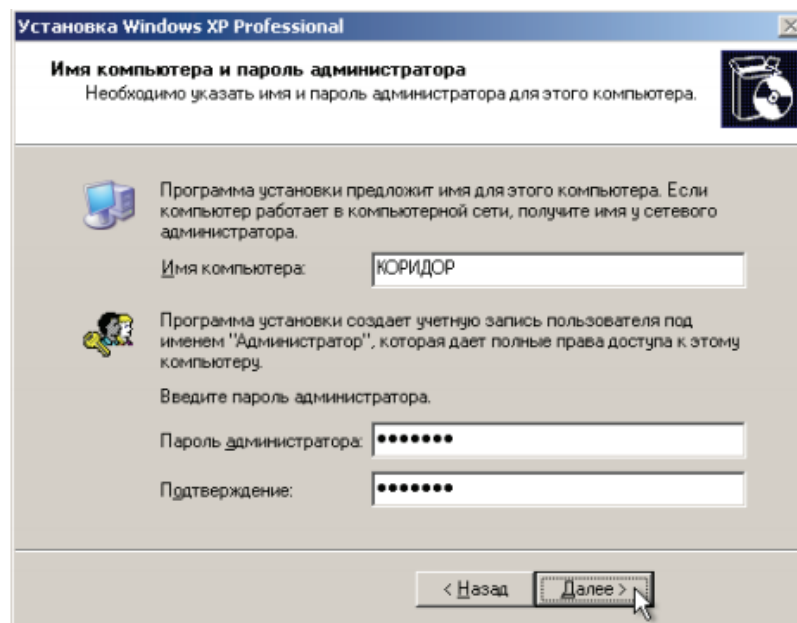 Установка Windows XP Professional
Имя компьютера и пароль администратора
Необходимо указать имя и пароль администратора для этого компьютера.
Программа установки предложит имя для этого компьютера. Если
компьютер работает в компьютерной сети, получите имя у сетевого
администратора.
Имя компьютера: КОРИДОР
Программа установки создает учетную запись пользователя под
именем "Администратор", которая дает полные права доступа к этому
компьютеру.
Введите пароль администратора.
Пароль администратора: •••••••
Подтверждение: •••••••
< Назад Далее >